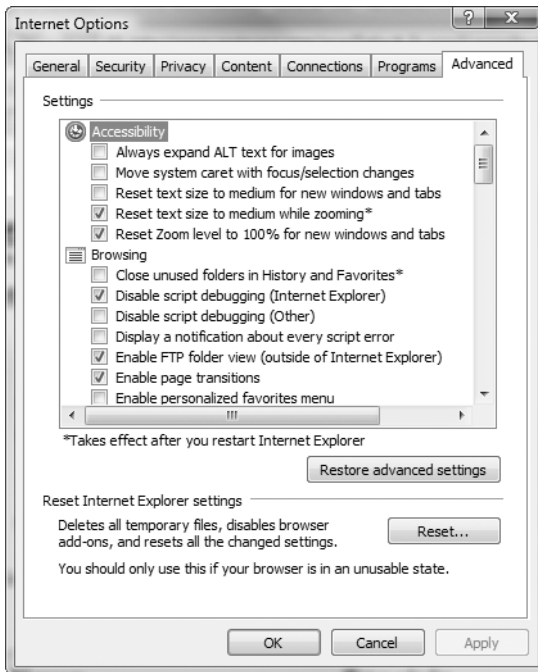 Internet Options
?
X
General Security Privacy Content Connections Programs Advanced
Settings
Accessibility
Always expand ALT text for images
Move system caret with focus/selection changes
Reset text size to medium for new windows and tabs
Reset text size to medium while zooming*
Reset Zoom level to 100% for new windows and tabs
Browsing
Close unused folders in History and Favorites*
Disable script debugging (Internet Explorer)
Disable script debugging (Other)
Display a notification about every script error
Enable FTP folder view (outside of Internet Explorer)
Enable page transitions
Enable personalized favorites menu
*Takes effect after you restart Internet Explorer
Restore advanced settings
Reset Internet Explorer settings
Deletes all temporary files, disables browser
add-ons, and resets all the changed settings.
Reset...
You should only use this if your browser is in an unusable state.
OK Cancel Apply